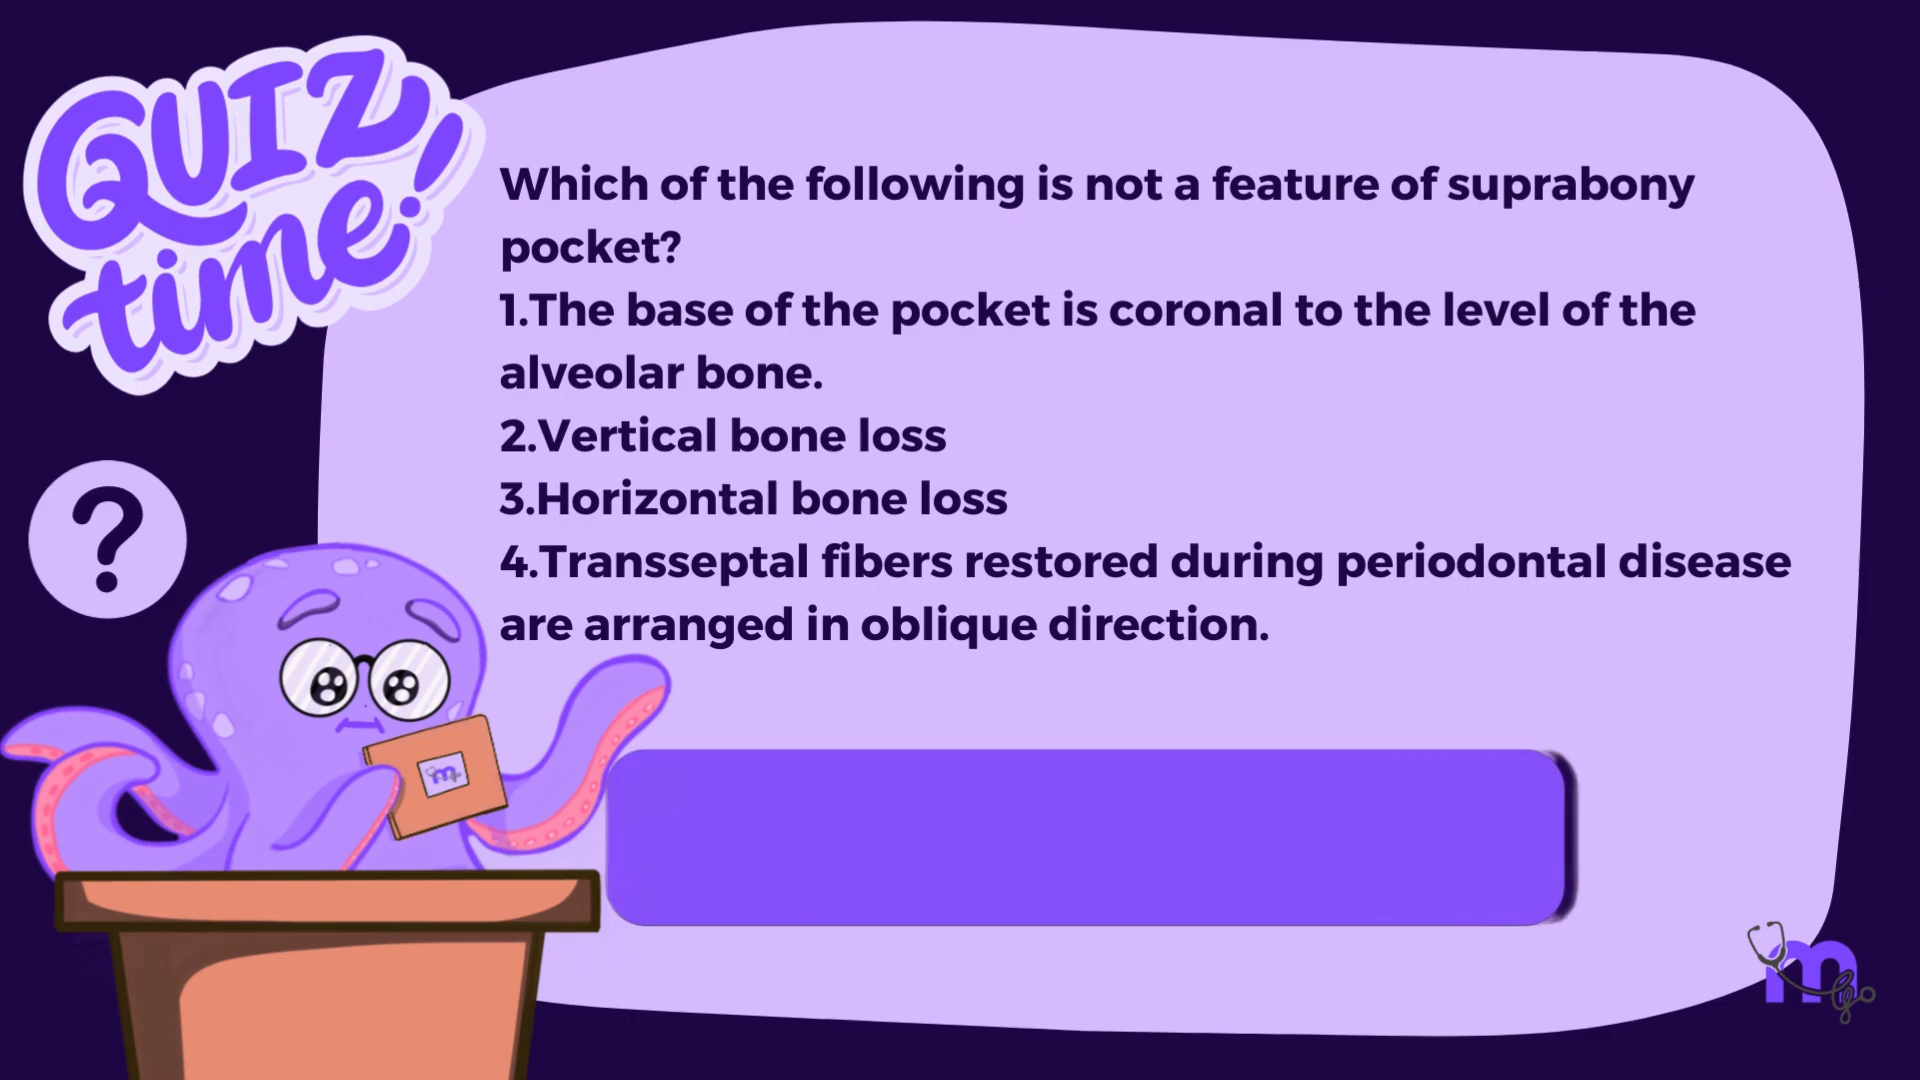 QUIZ
time!
Which of the following is not a feature of suprabony
pocket?
1.The base of the pocket is coronal to the level of the
alveolar bone.
2.Vertical bone loss
3.Horizontal bone loss
4.Transseptal fibers restored during periodontal disease
are arranged in oblique direction.
?
m
m
go